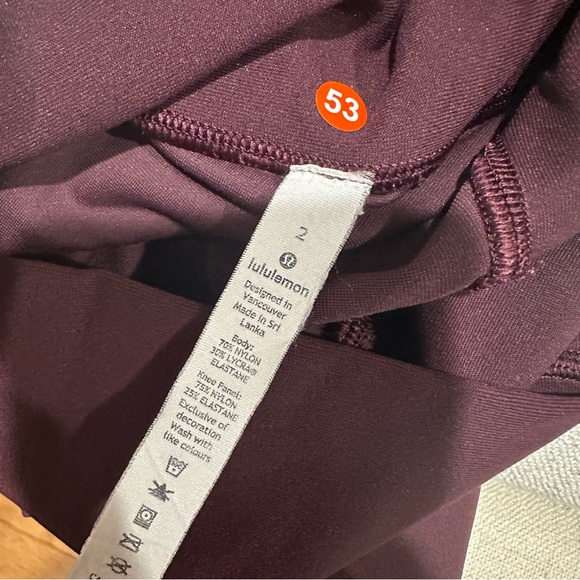 53
2
lululemon
Designed in
Vancouver
Made in Sri
Lanka
Body:
70% NYLON
30% LYCRA®
ELASTANE
Knee Panel:
75% NYLON
25% ELASTANE
Exclusive of
decoration
Wash with
like colours